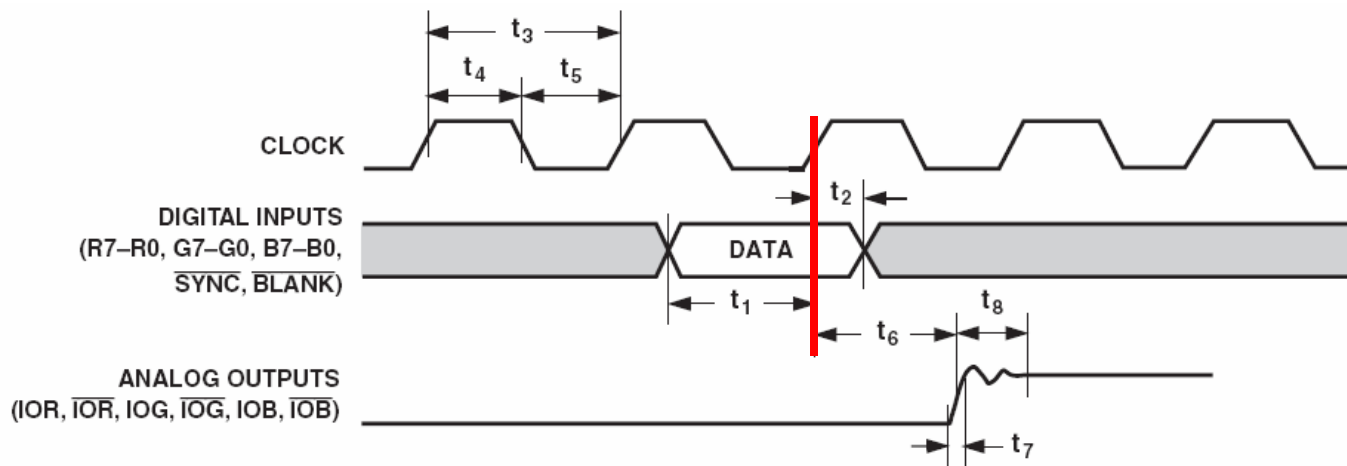 t3
t4
t5
CLOCK
t2
DIGITAL INPUTS
(R7–R0, G7–G0, B7–B0,
SYNC, BLANK)
DATA
t1
t8
t6
ANALOG OUTPUTS
(IOR, IOR, IOG, IOG, IOB, IOB)
t7